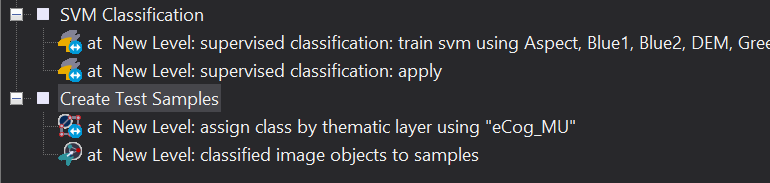 SVM Classification
at New Level: supervised classification: train svm using Aspect, Blue1, Blue2, DEM, Gree
at New Level: supervised classification: apply
Create Test Samples
at New Level: assign class by thematic layer using "eCog_MU"
at New Level: classified image objects to samples